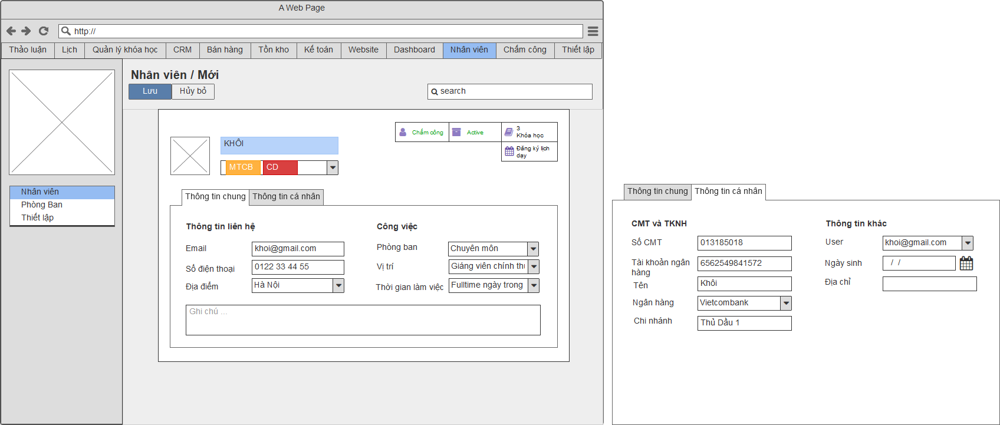 A Web Page
http://
Thảo luận
Lịch
Quản lý khóa học
CRM
Bán hàng
Tồn kho
Kế toán
Website
Dashboard
Nhân viên
Chấm công
Thiết lập
Nhân viên / Mới
Lưu
Hủy bỏ
search
Nhân viên
Phòng Ban
Thiết lập
KHÔI
MTCB
CD
Chấm công
Active
3
Khóa học
Đăng ký lịch
dạy
Thông tin chung
Thông tin cá nhân
Thông tin liên hệ
Email
khoi@gmail.com
Số điện thoại
0122 33 44 55
Địa điểm
Hà Nội
Công việc
Phòng ban
Chuyên môn
Vị trí
Giáng viên chính thu
Thời gian làm việc
Fulltime ngày trong
Ghi chú ...
Thông tin chung
Thông tin cá nhân
CMT và TKNH
Số CMT
013185018
Tài khoản ngân
hàng
6562549841572
Tên
Khôi
Ngân hàng
Vietcombank
Chi nhánh
Thủ Dầu 1
Thông tin khác
User
khoi@gmail.com
Ngày sinh
/ /
Địa chỉ